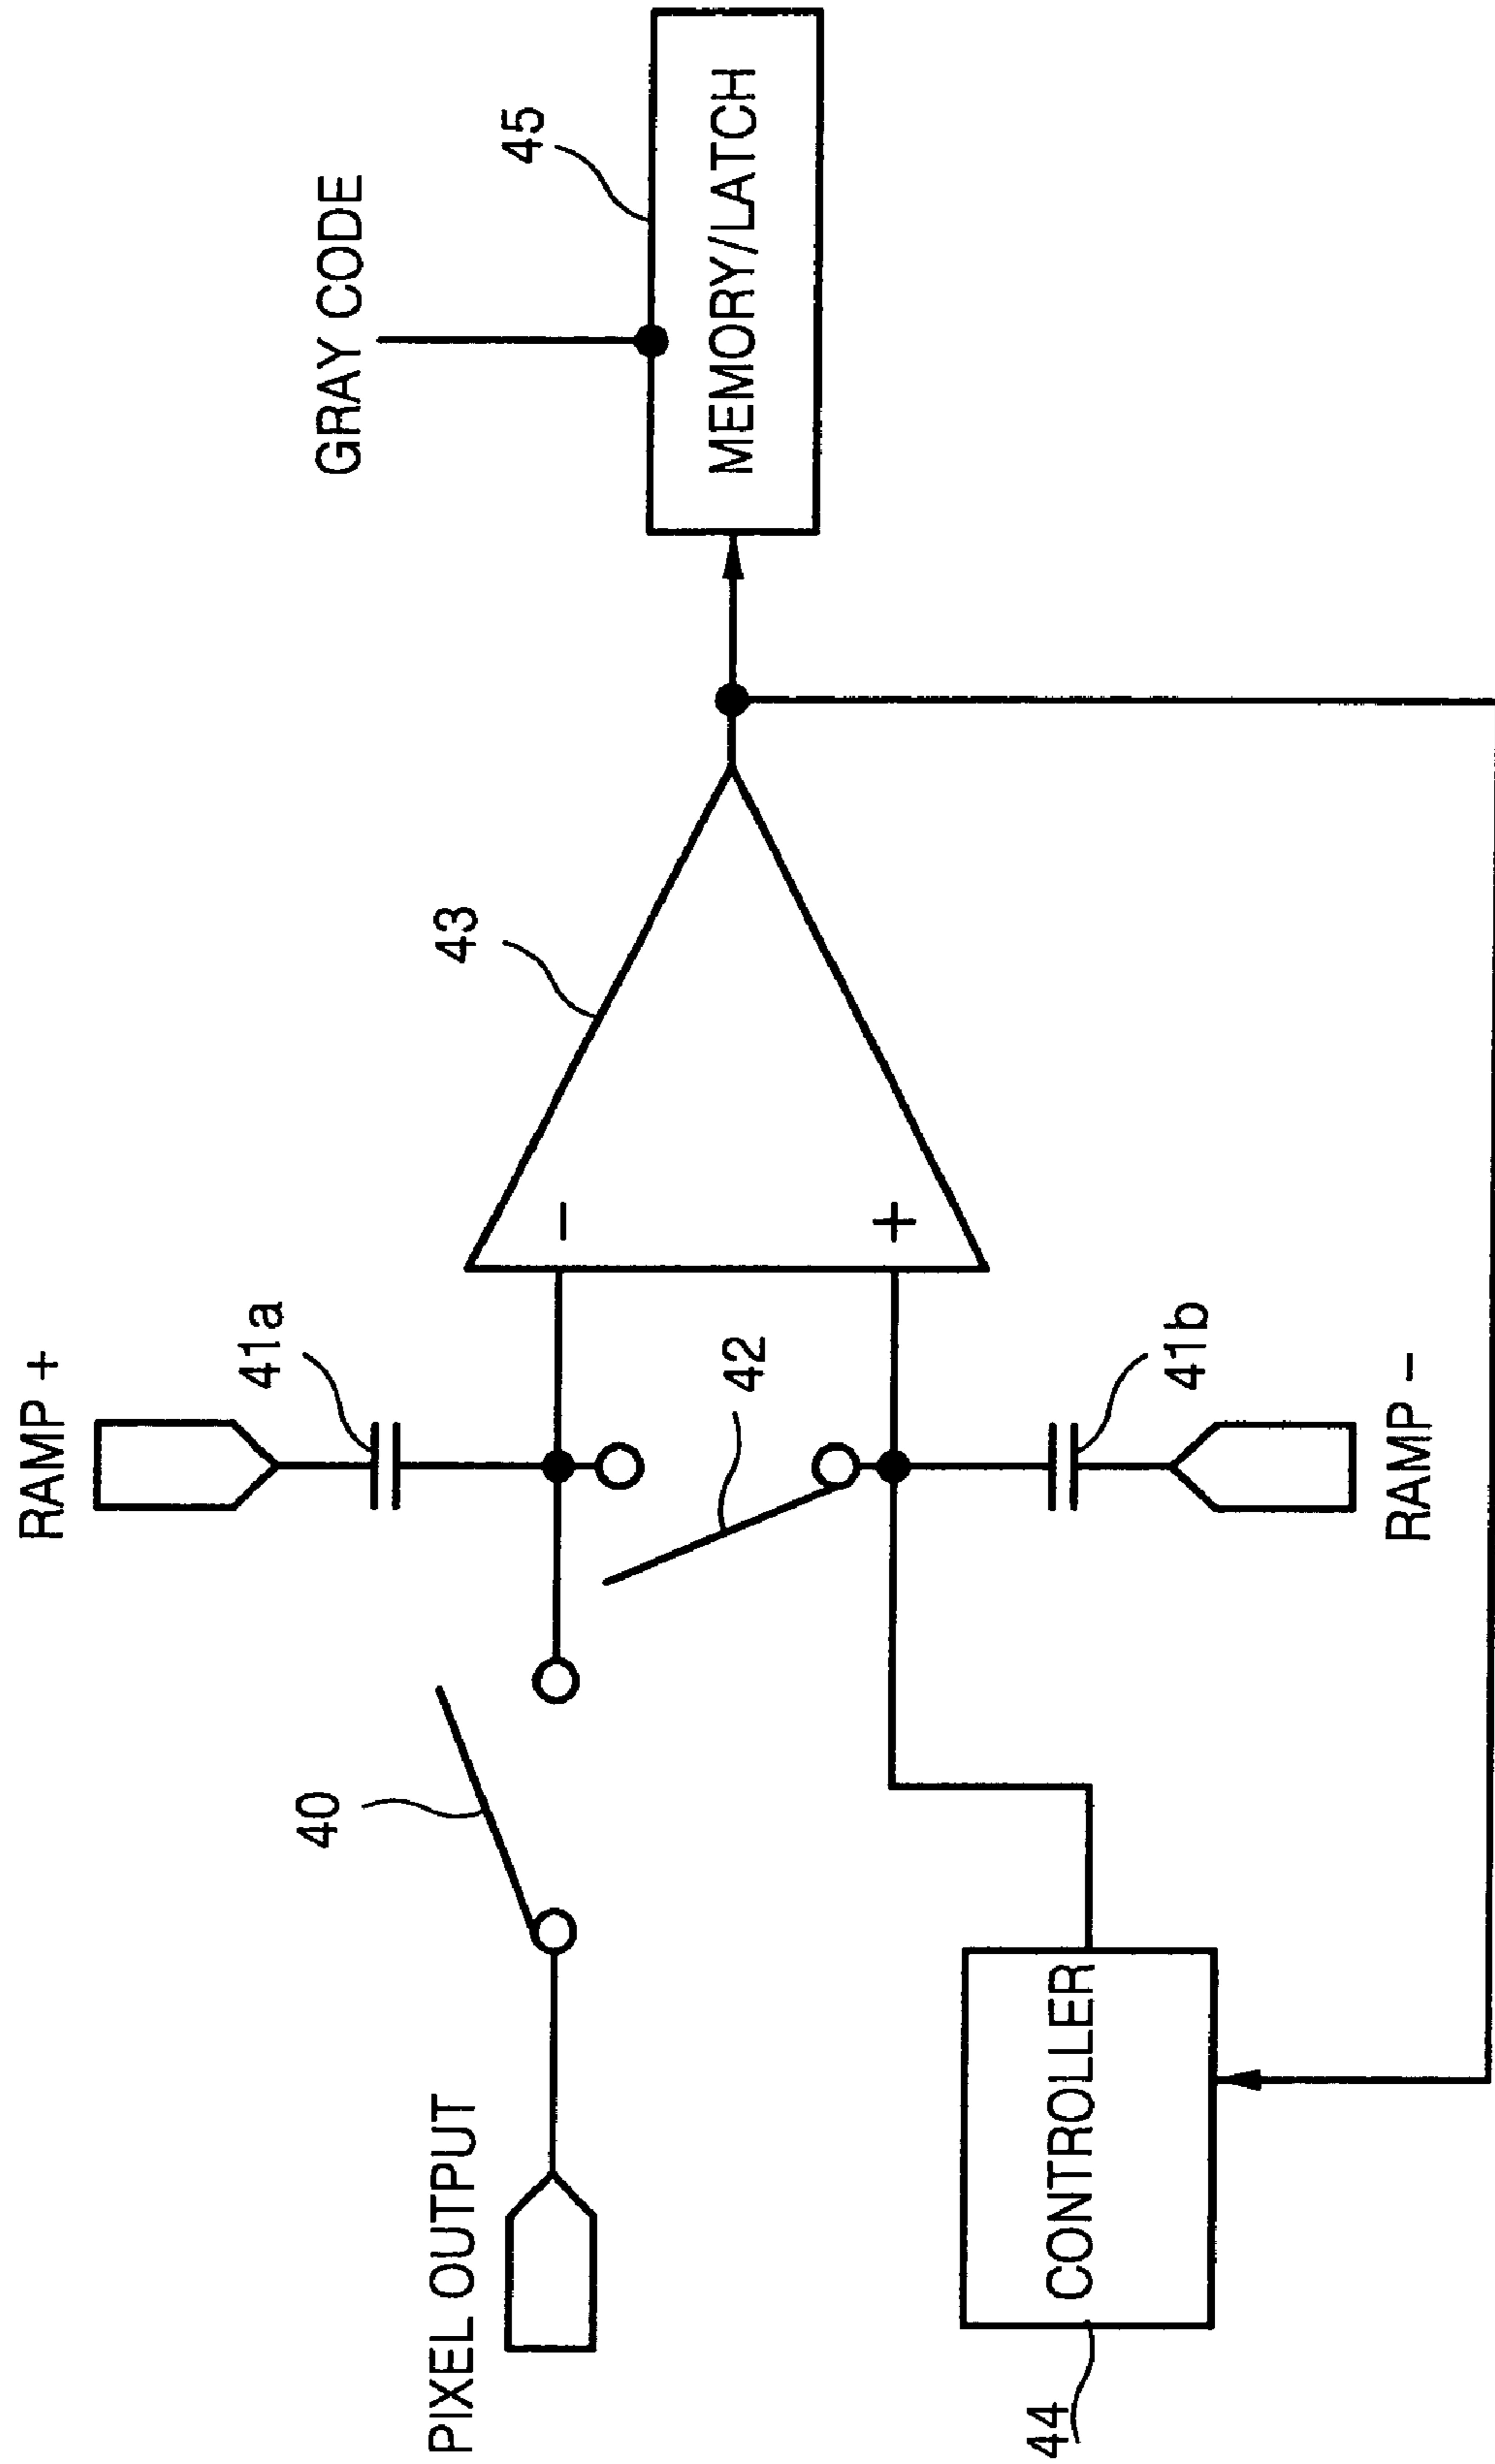 RAMP +
41a
GRAY CODE
40
43
45
PIXEL OUTPUT
−
MEMORY/LATCH
42
+
CONTROLLER
44
41b
RAMP −